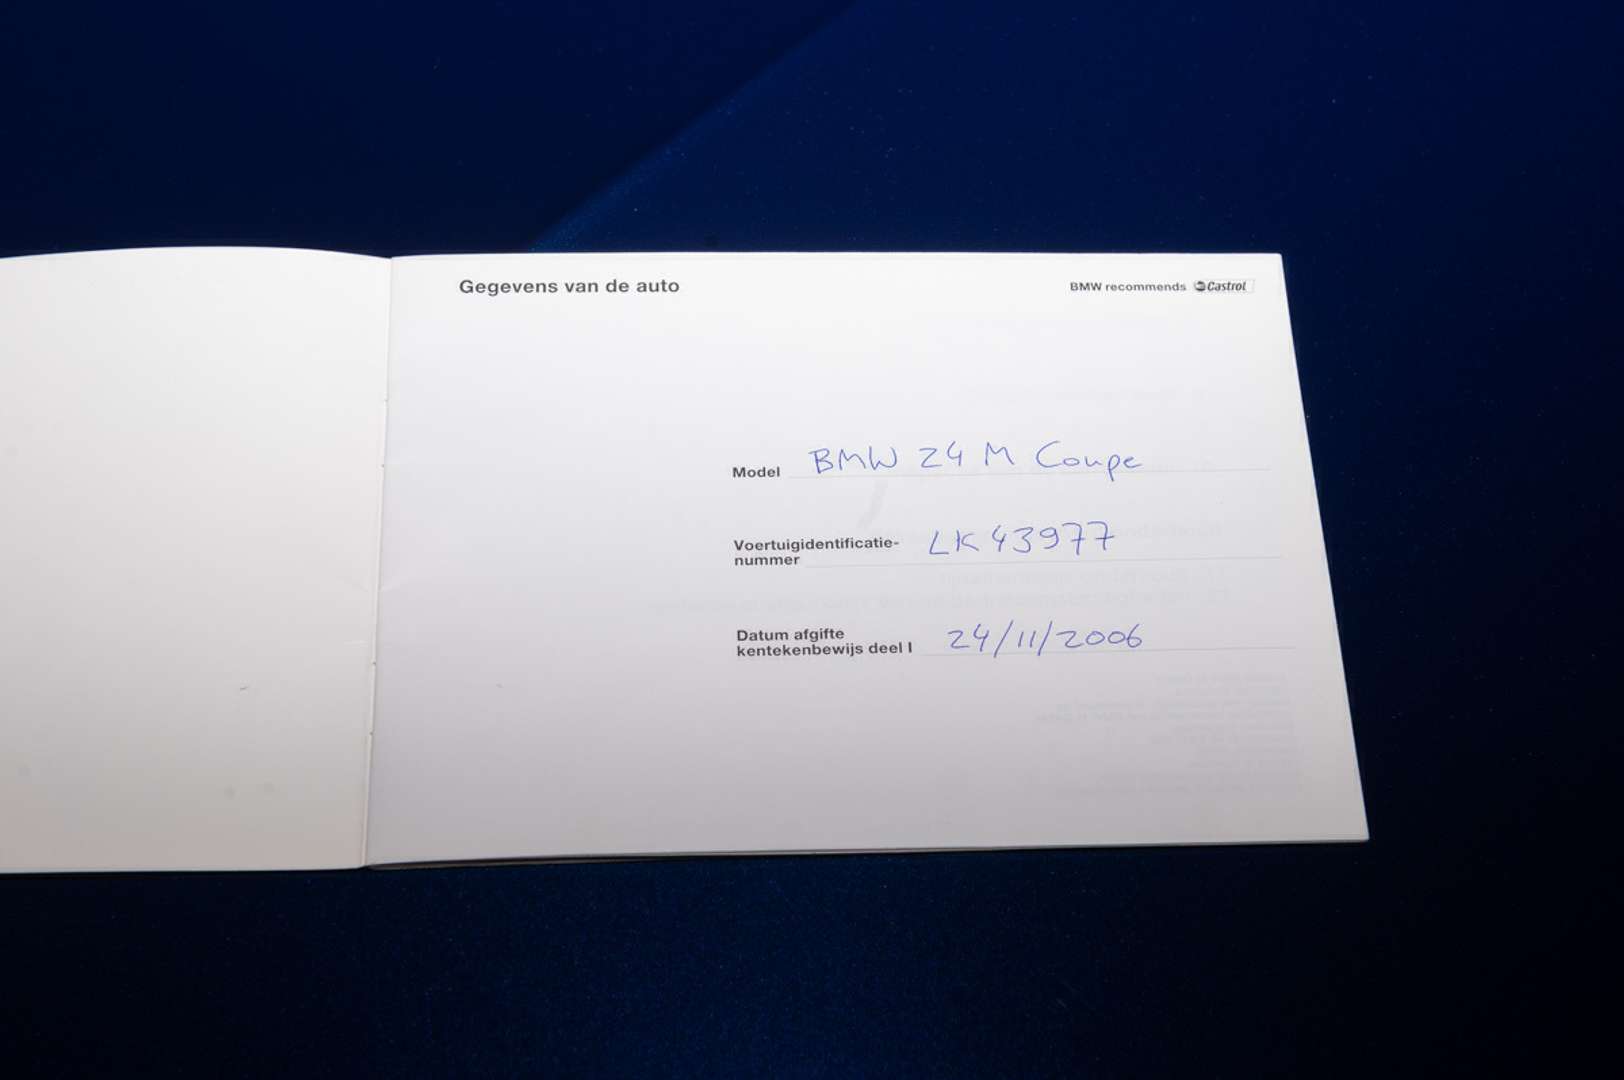 Gegevens van de auto
BMW recommends Castrol
Model BMW Z4 M Coupe
Voertuigidentificatie-
nummer LK43977
Datum afgifte
kentekenbewijs deel I 24/11/2006